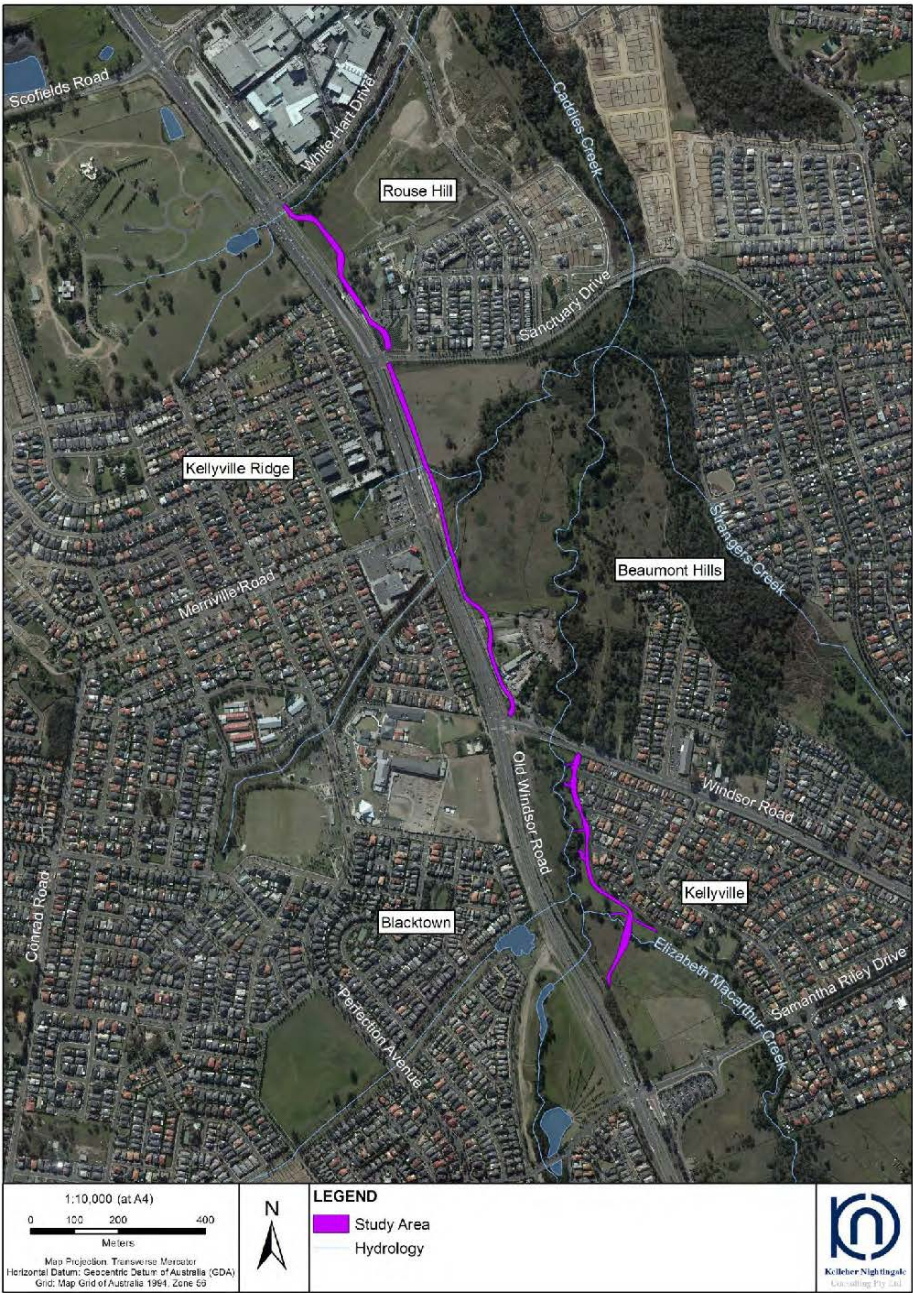 Scofields Road
White Hart Drive
Caddies Creek
Rouse Hill
Sanctuary Drive
Kellyville Ridge
Strangers Creek
Beaumont Hills
Merriville Road
Old Windsor Road
Windsor Road
Kellyville
Blacktown
Conrad Road
Elizabeth Macarthur Creek
Samantha Riley Drive
Perfection Avenue
1:10,000 (at A4)
0 100 200 400
Meters
Map Projection: Transverse Mercator
Horizontal Datum: Geocentric Datum of Australia (GDA)
Grid: Map Grid of Australia 1994, Zone 56
N
LEGEND
Study Area
Hydrology
Kelleher Nightingale
Consulting Pty Ltd